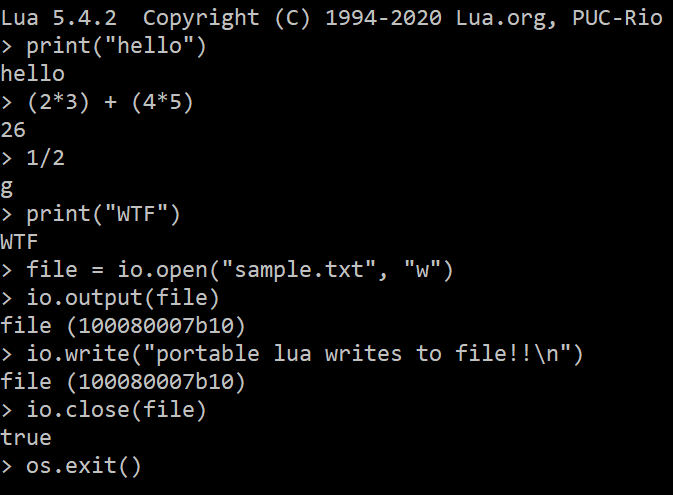 Lua 5.4.2  Copyright (C) 1994-2020 Lua.org, PUC-Rio
> print("hello")
hello
> (2*3) + (4*5)
26
> 1/2
g
> print("WTF")
WTF
> file = io.open("sample.txt", "w")
> io.output(file)
file (100080007b10)
> io.write("portable lua writes to file!!\n")
file (100080007b10)
> io.close(file)
true
> os.exit()